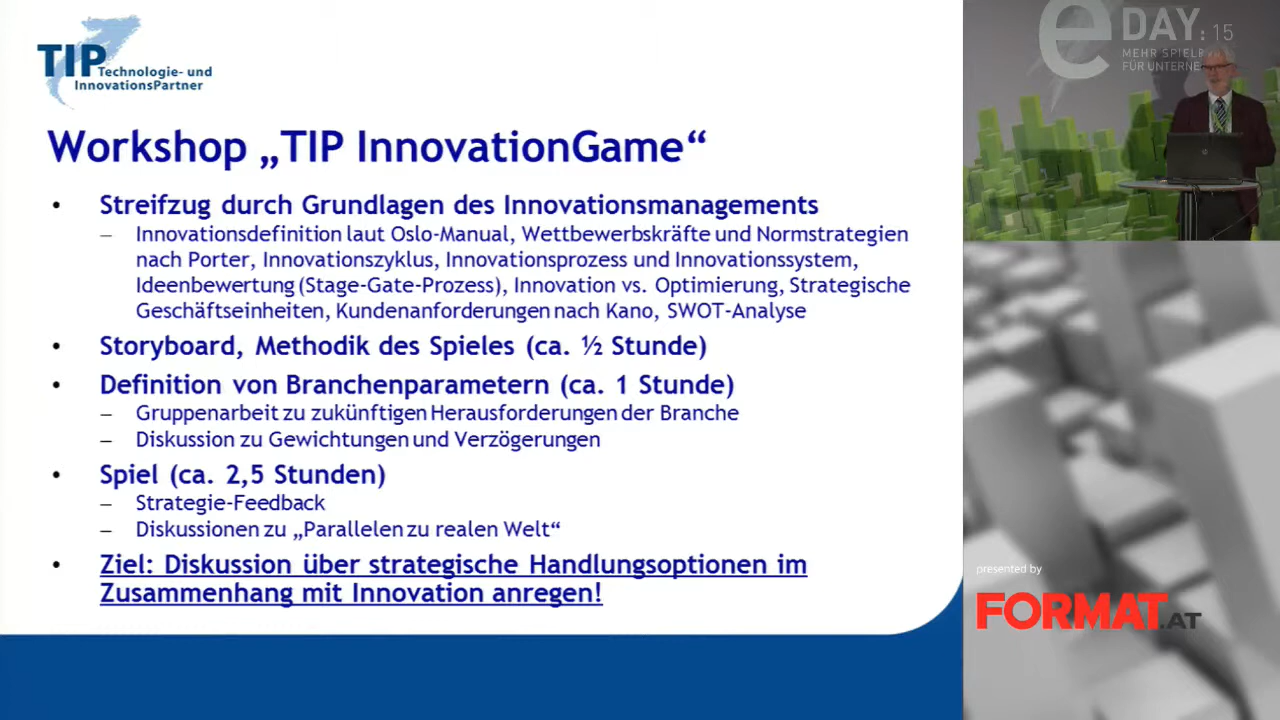 TIP Technologie- und
InnovationsPartner
Workshop „TIP InnovationGame“
• Streifzug durch Grundlagen des Innovationsmanagements
– Innovationsdefinition laut Oslo-Manual, Wettbewerbskräfte und Normstrategien
nach Porter, Innovationszyklus, Innovationsprozess und Innovationssystem,
Ideenbewertung (Stage-Gate-Prozess), Innovation vs. Optimierung, Strategische
Geschäftseinheiten, Kundenanforderungen nach Kano, SWOT-Analyse
• Storyboard, Methodik des Spieles (ca. ½ Stunde)
• Definition von Branchenparametern (ca. 1 Stunde)
– Gruppenarbeit zu zukünftigen Herausforderungen der Branche
– Diskussion zu Gewichtungen und Verzögerungen
• Spiel (ca. 2,5 Stunden)
– Strategie-Feedback
– Diskussionen zu „Parallelen zu realen Welt“
• Ziel: Diskussion über strategische Handlungsoptionen im
Zusammenhang mit Innovation anregen!
e DAY:15
MEHR
FÜR
presented by
FORMAT.AT